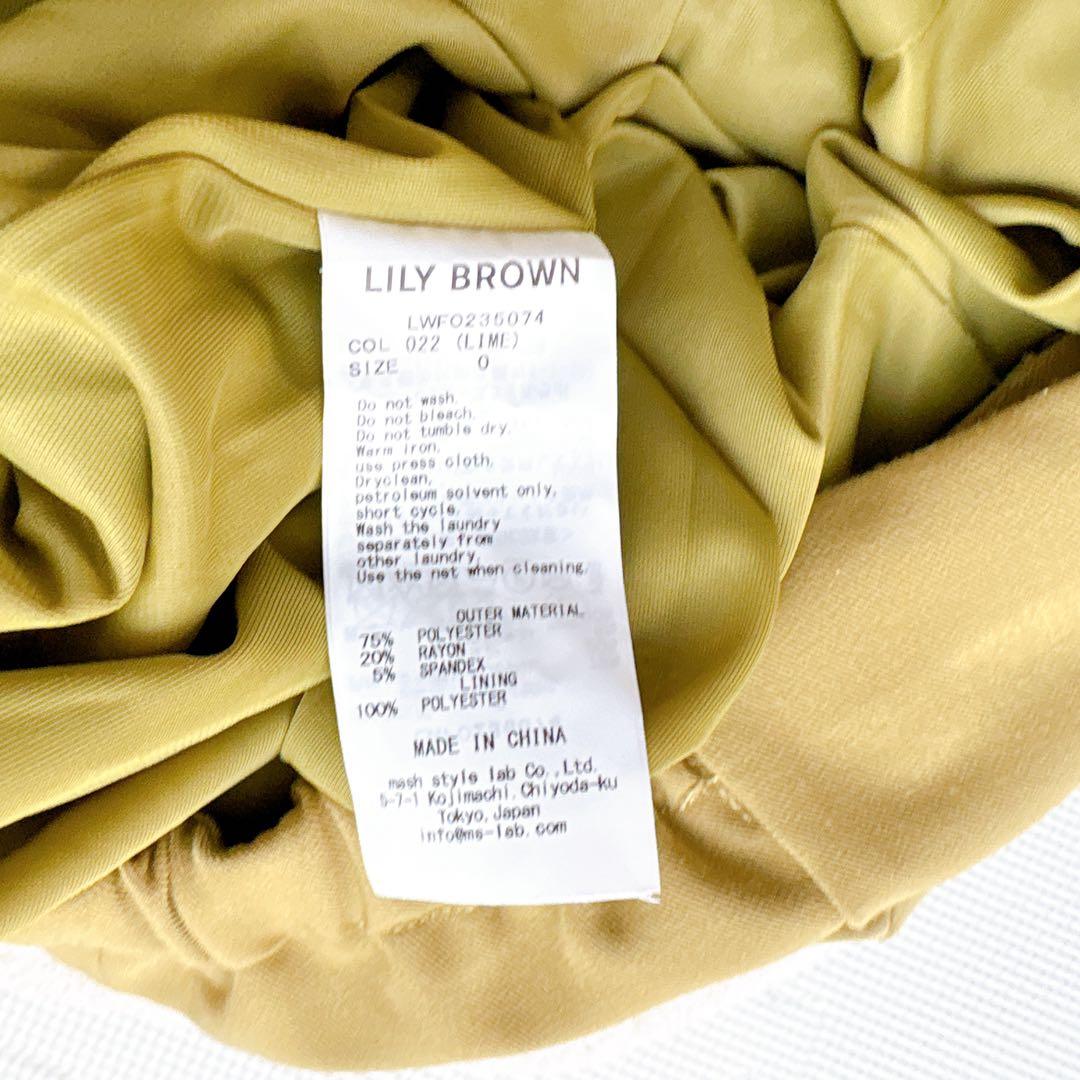 LILY BROWN
LWFO235074
COL 022 (LIME)
SIZE 0
Do not wash.
Do not bleach.
Do not tumble dry.
Warm iron.
use press cloth.
Dryclean,
petroleum solvent only,
short cycle.
Wash the laundry
separately from
other laundry.
Use the net when cleaning.
OUTER MATERIAL
75% POLYESTER
20% RAYON
5% SPANDEX
LINING
100% POLYESTER
MADE IN CHINA
mash style lab Co.,Ltd.
5-7-1 Kojimachi.Chiyoda-ku
Tokyo,Japan
info@ms-lab.com